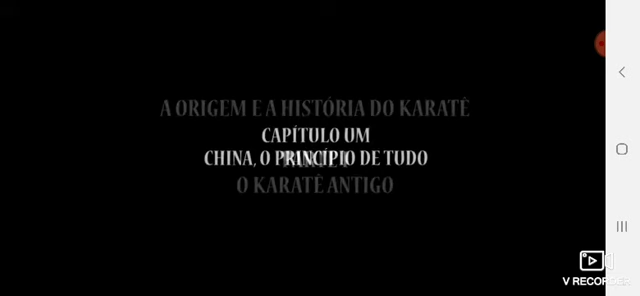 A ORIGEM E A HISTÓRIA DO KARATÊ
CAPÍTULO UM
CHINA, O PRINCÍPIO DE TUDO
O KARATÊ ANTIGO
V RECORDER